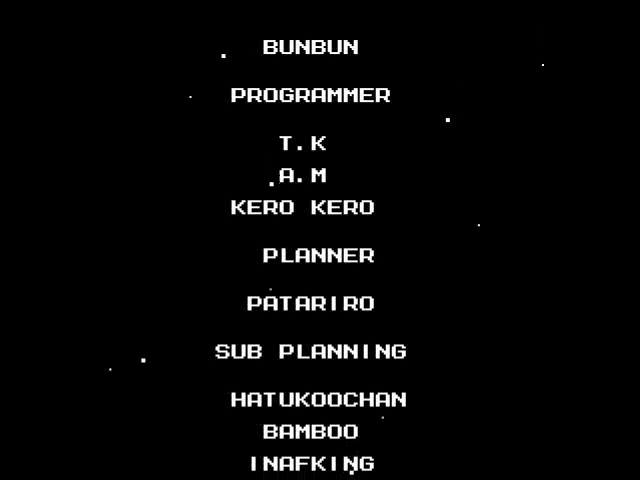 BUNBUN
PROGRAMMER
T.K
A.M
KERO KERO
PLANNER
PATARIRO
SUB PLANNING
HATUKOOCHAN
BAMBOO
INAFKING